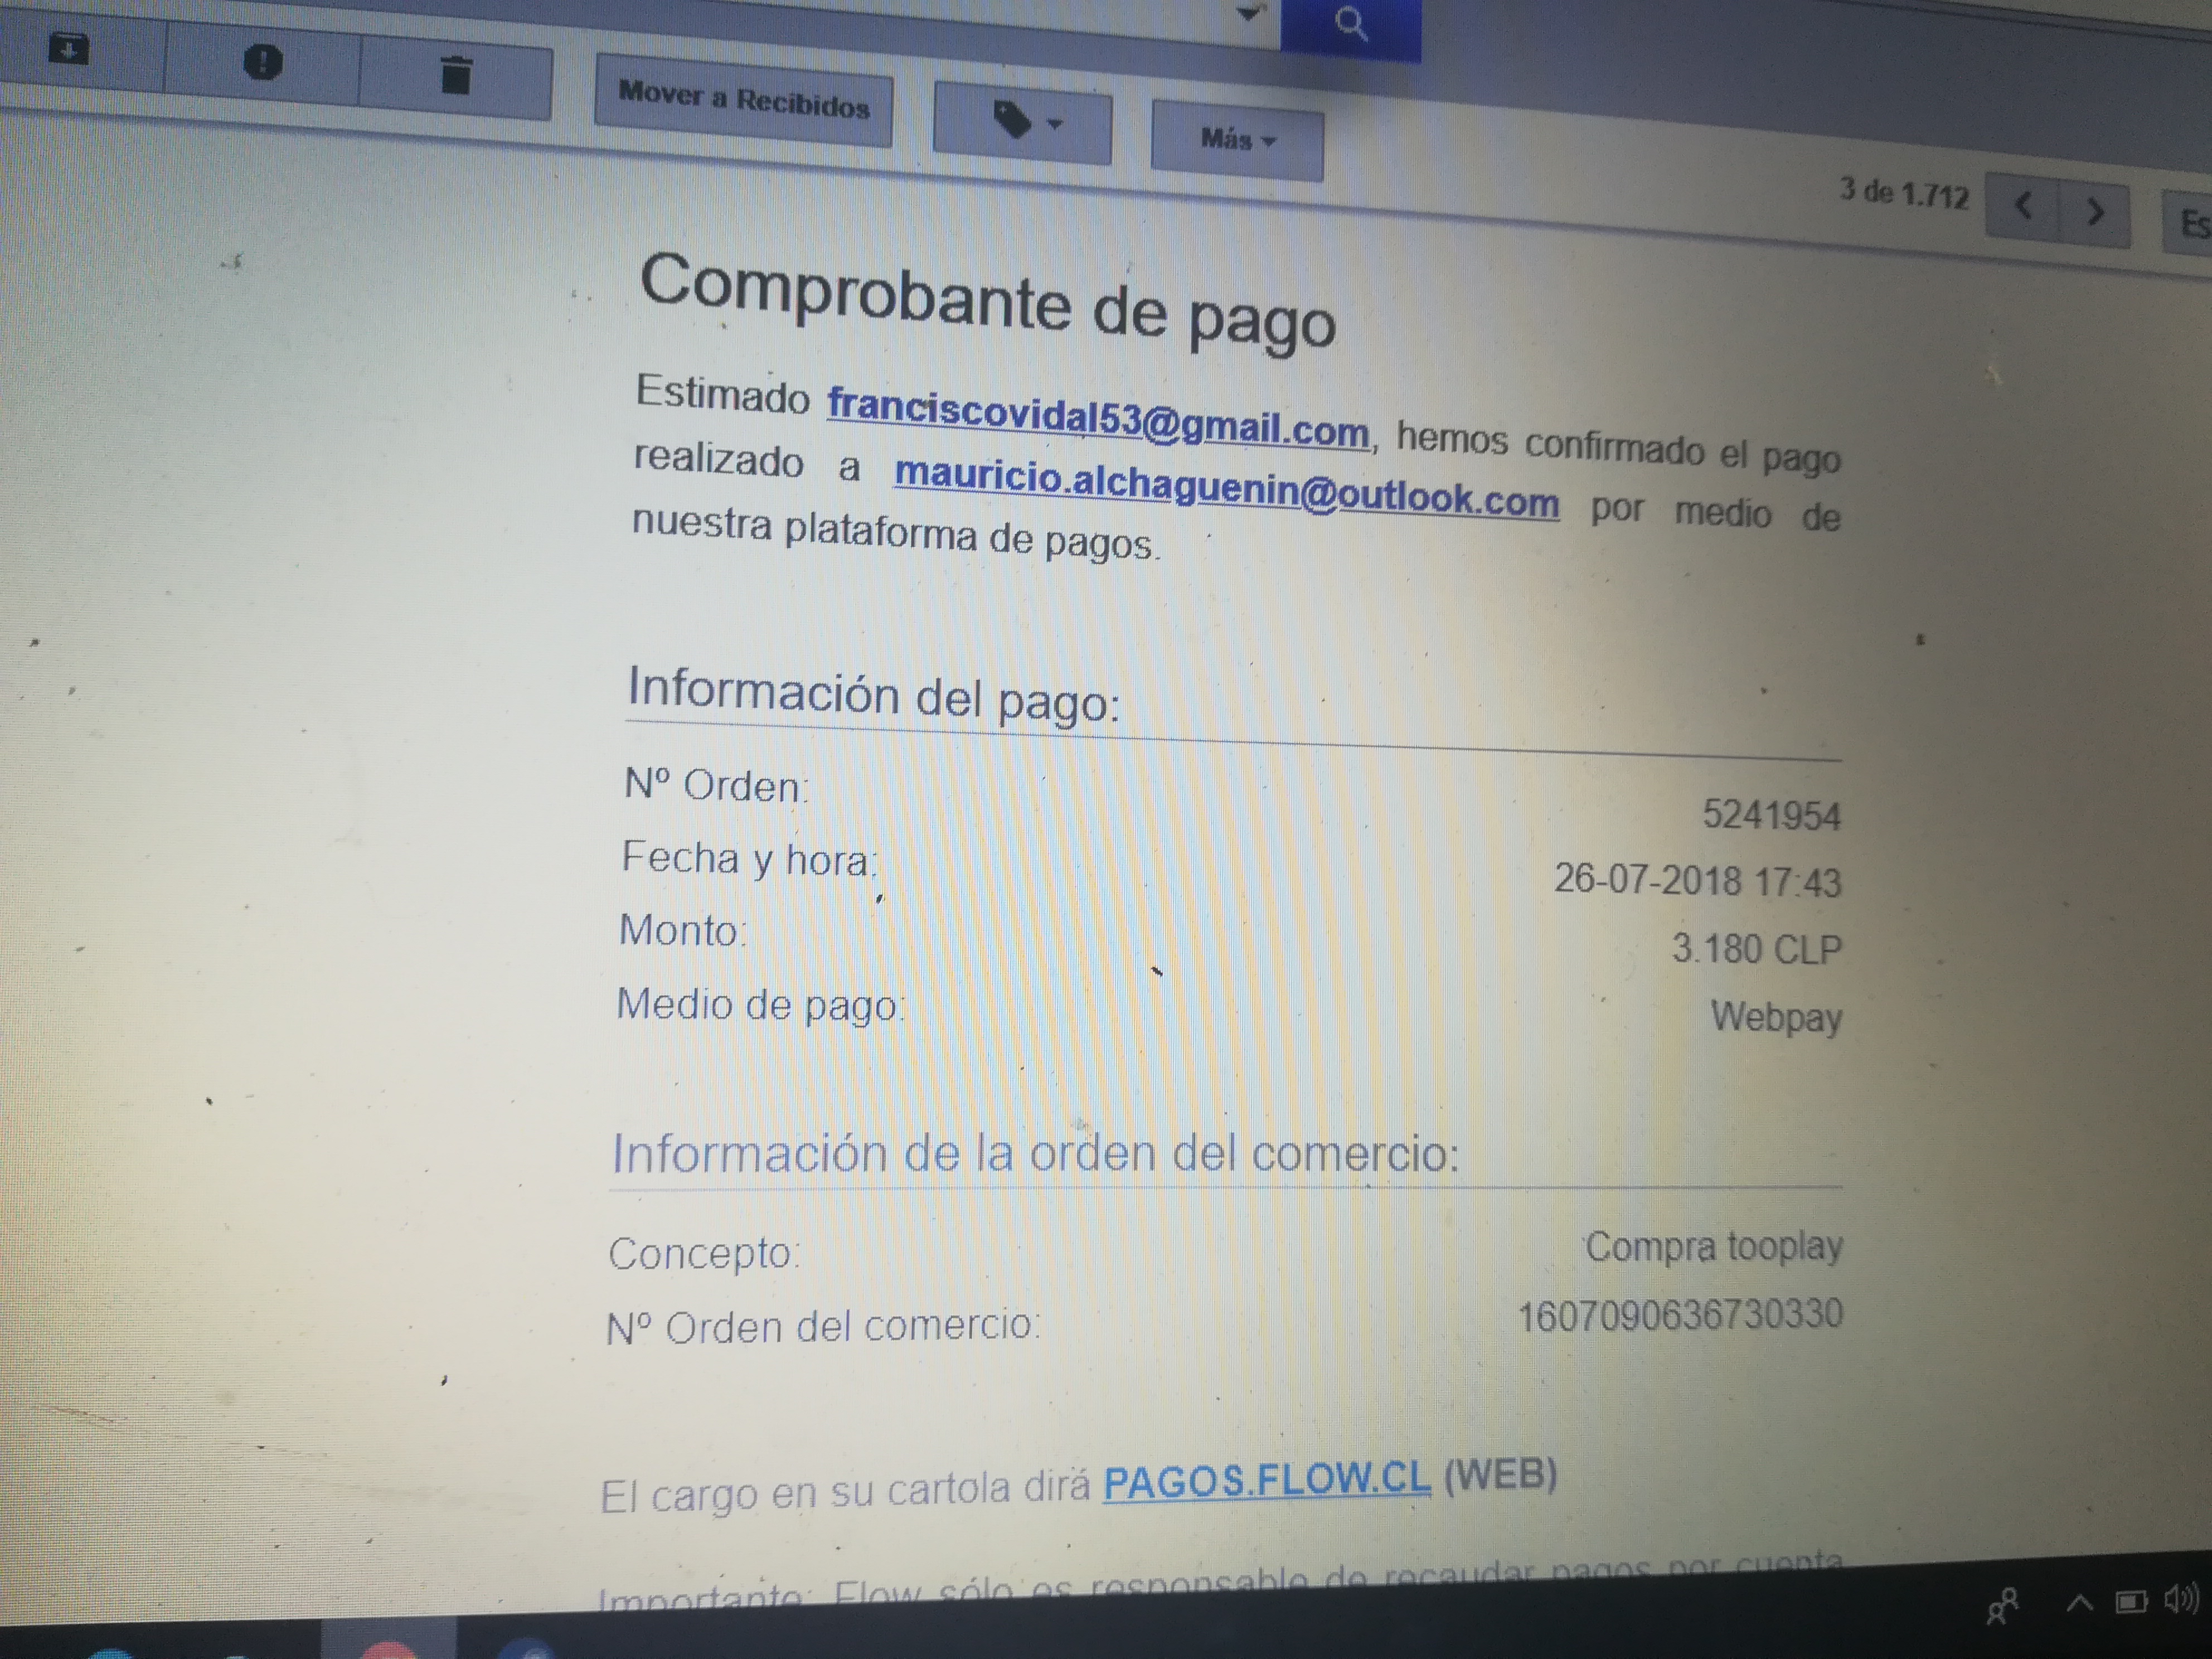 Mover a Recibidos
Más
3 de 1.712
Es
Comprobante de pago
Estimado franciscovidal53@gmail.com, hemos confirmado el pago
realizado a mauricio.alchaguenin@outlook.com por medio de
nuestra plataforma de pagos.
Información del pago:
Nº Orden: 5241954
Fecha y hora: 26-07-2018 17:43
Monto: 3.180 CLP
Medio de pago: Webpay
Información de la orden del comercio:
Concepto: Compra tooplay
Nº Orden del comercio: 1607090636730330
El cargo en su cartola dirá PAGOS.FLOW.CL (WEB)
Importante: Flow sólo es responsable de recaudar pagos por cuenta